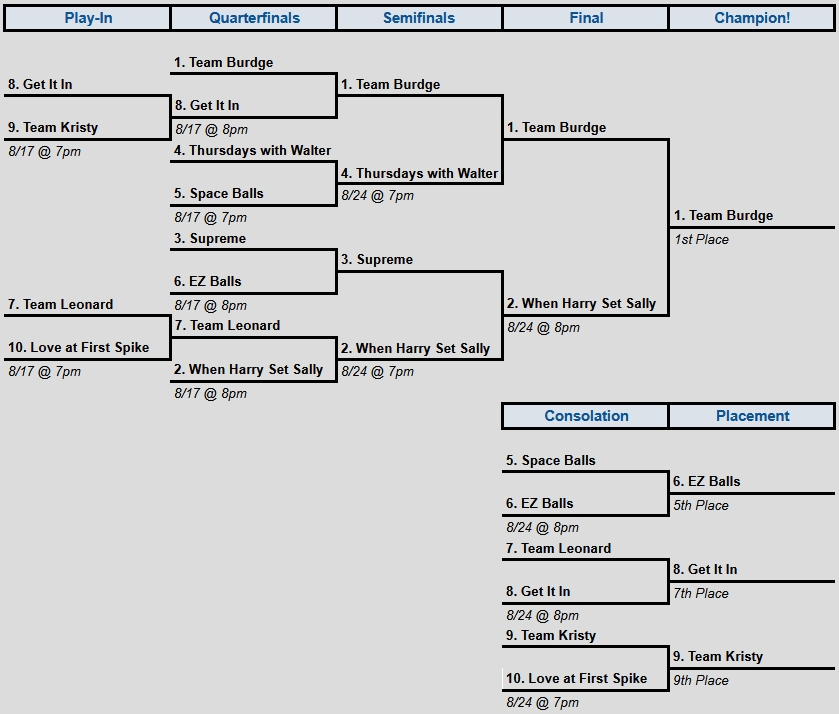 Play-In
Quarterfinals
Semifinals
Final
Champion!
1. Team Burdge
8. Get It In
1. Team Burdge
8. Get It In
9. Team Kristy
8/17 @ 8pm
1. Team Burdge
8/17 @ 7pm
4. Thursdays with Walter
4. Thursdays with Walter
5. Space Balls
8/24 @ 7pm
8/17 @ 7pm
1. Team Burdge
3. Supreme
1st Place
3. Supreme
6. EZ Balls
7. Team Leonard
8/17 @ 8pm
2. When Harry Set Sally
7. Team Leonard
8/24 @ 8pm
10. Love at First Spike
2. When Harry Set Sally
8/17 @ 7pm
2. When Harry Set Sally
8/24 @ 7pm
8/17 @ 8pm
Consolation
Placement
5. Space Balls
6. EZ Balls
6. EZ Balls
5th Place
8/24 @ 8pm
7. Team Leonard
8. Get It In
8. Get It In
7th Place
8/24 @ 8pm
9. Team Kristy
9. Team Kristy
10. Love at First Spike
9th Place
8/24 @ 7pm